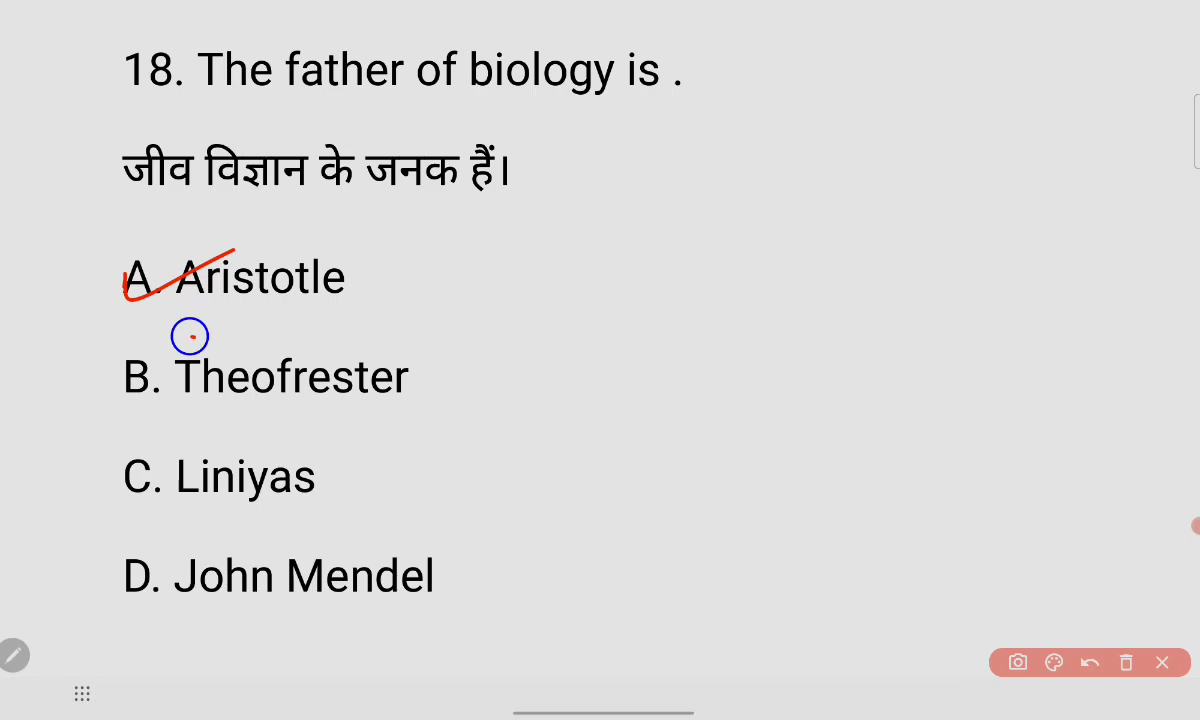 18. The father of biology is .
जीव विज्ञान के जनक हैं।
A. Aristotle
B. Theofrester
C. Liniyas
D. John Mendel